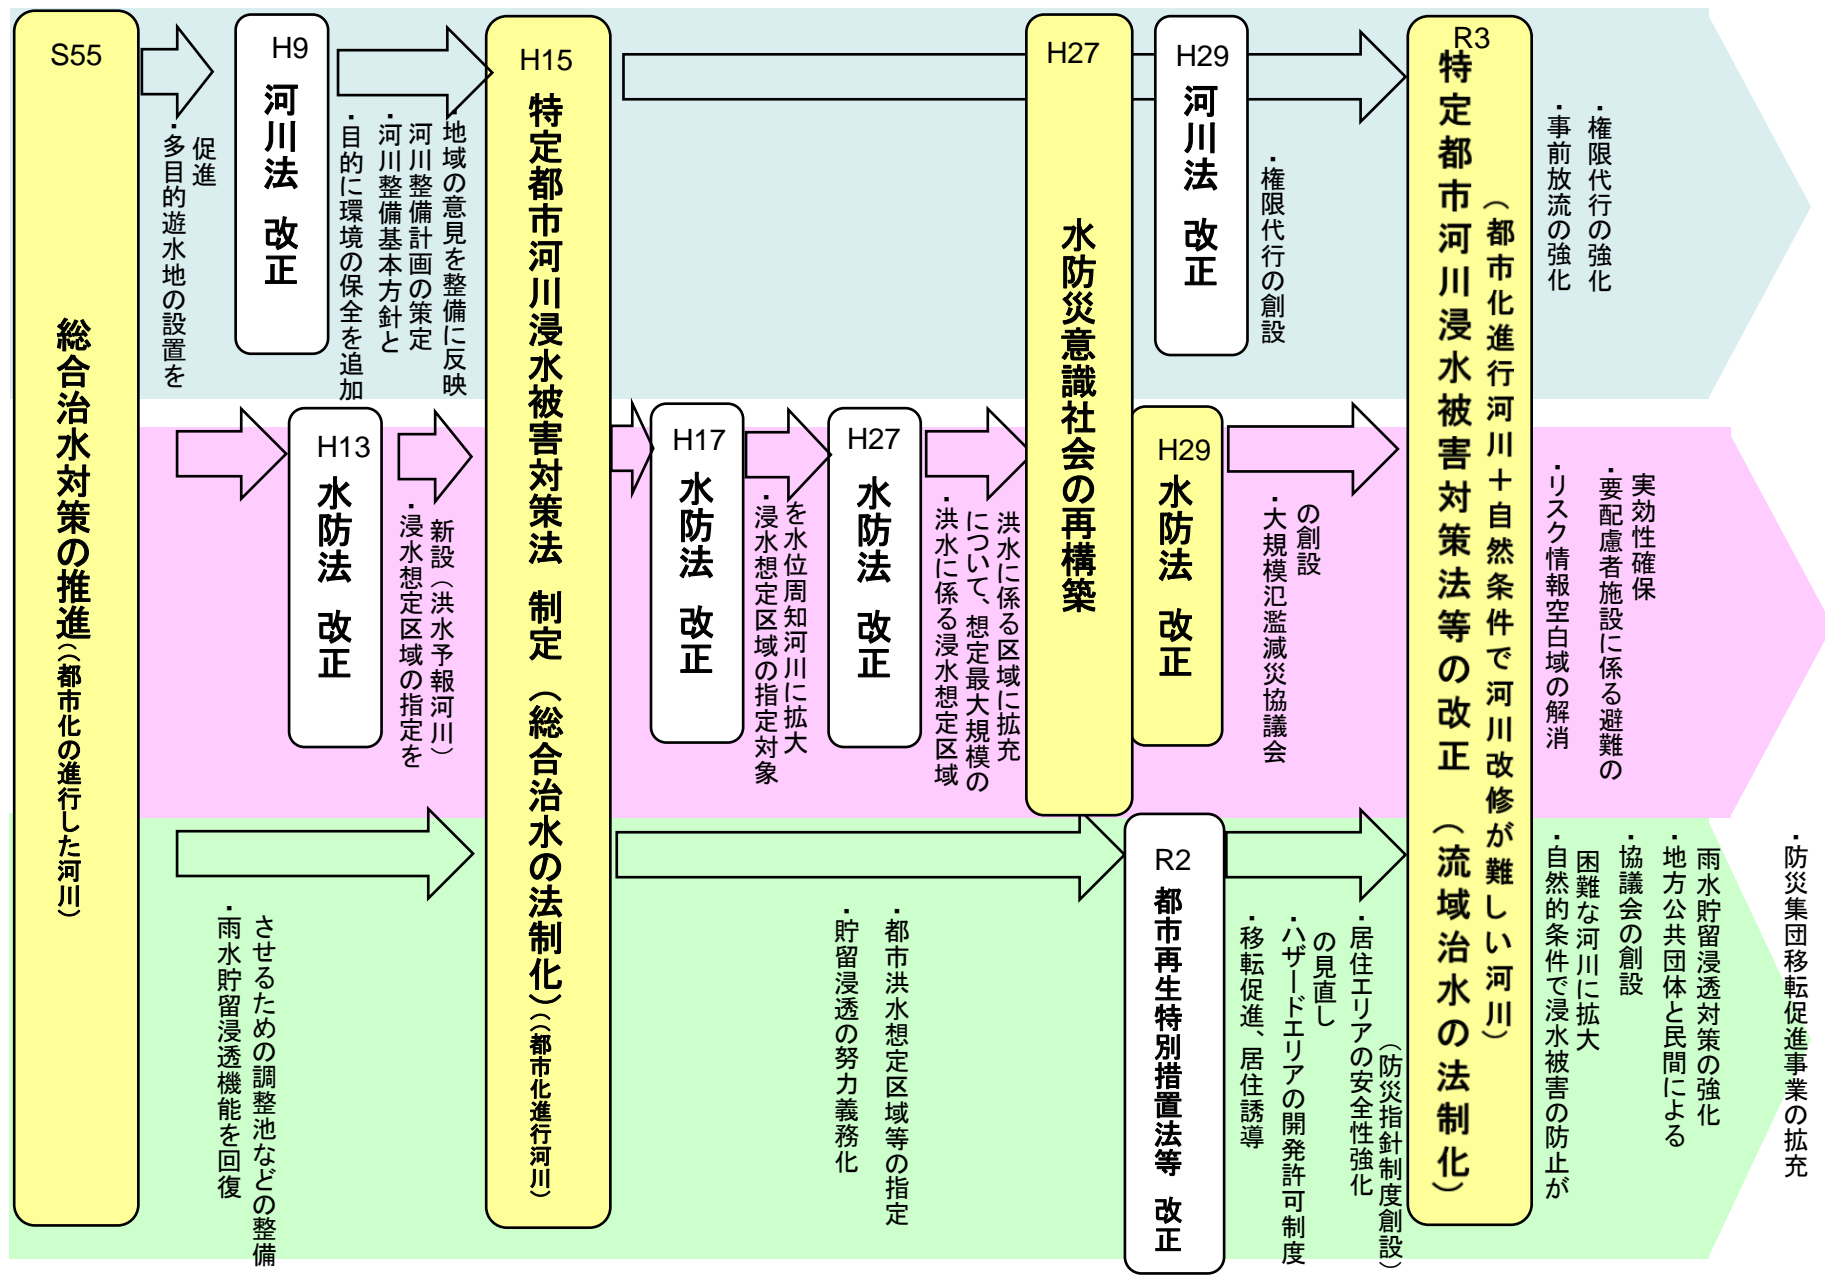 S55
総合治水対策の推進（（都市化の進行した河川）
・多目的遊水地の設置を
促進
H9
河川法　改正
・目的に環境の保全を追加
・河川整備基本方針と
河川整備計画の策定
・地域の意見を整備に反映
H13
水防法　改正
・浸水想定区域の指定を
新設（洪水予報河川）
・雨水貯留浸透機能を回復
させるための調整池などの整備
H15
特定都市河川浸水被害対策法　制定　（総合治水の法制化）（（都市化進行河川）
H17
水防法　改正
・浸水想定区域の指定対象
を水位周知河川に拡大
H27
水防法　改正
・洪水に係る浸水想定区域
について、想定最大規模の
洪水に係る区域に拡充
・貯留浸透の努力義務化
・都市洪水想定区域等の指定
H27
水防災意識社会の再構築
H29
河川法　改正
・権限代行の創設
H29
水防法　改正
・大規模氾濫減災協議会
の創設
R2
都市再生特別措置法等　改正
・移転促進、居住誘導
・ハザードエリアの開発許可制度
の見直し
・居住エリアの安全性強化
（防災指針制度創設）
R3
特定都市河川浸水被害対策法等の改正　（流域治水の法制化）
（都市化進行河川＋自然条件で河川改修が難しい河川）
・事前放流の強化
・権限代行の強化
・リスク情報空白域の解消
・要配慮者施設に係る避難の
実効性確保
・自然的条件で浸水被害の防止が
困難な河川に拡大
・協議会の創設
・地方公共団体と民間による
雨水貯留浸透対策の強化
・防災集団移転促進事業の拡充